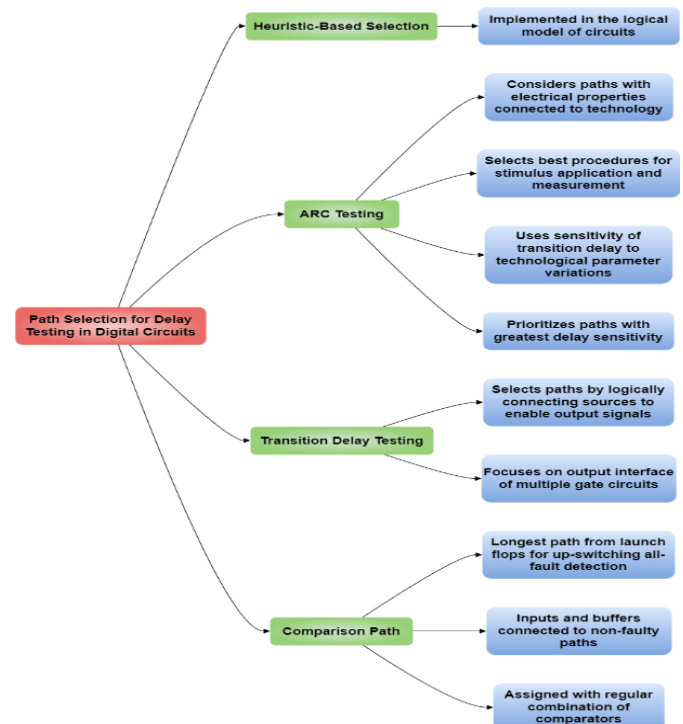 Heuristic-Based Selection
Implemented in the logical
model of circuits
Considers paths with
electrical properties
connected to technology
Selects best procedures for
stimulus application and
measurement
ARC Testing
Uses sensitivity of
transition delay to
technological parameter
variations
Prioritizes paths with
greatest delay sensitivity
Path Selection for Delay
Testing in Digital Circuits
Selects paths by logically
connecting sources to
enable output signals
Transition Delay Testing
Focuses on output interface
of multiple gate circuits
Longest path from launch
flops for up-switching all-
fault detection
Comparison Path
Inputs and buffers
connected to non-faulty
paths
Assigned with regular
combination of
comparators